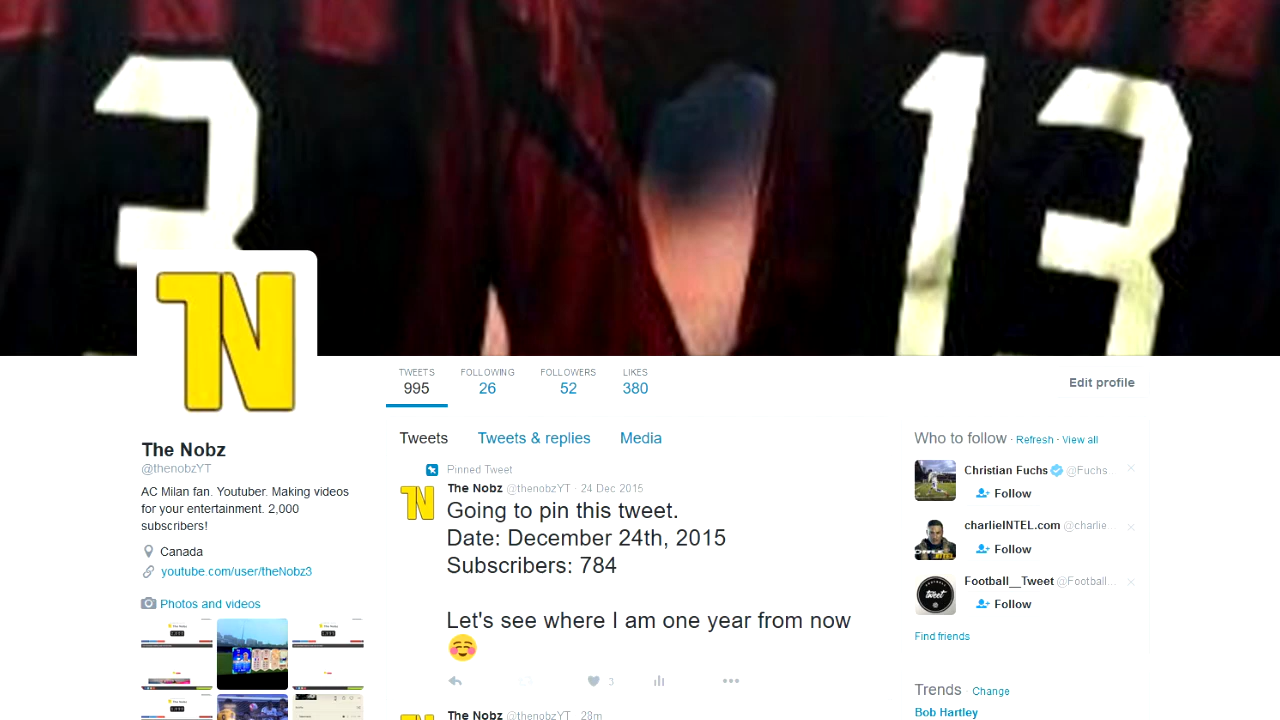 3
13
TN
TWEETS FOLLOWING FOLLOWERS LIKES
995 26 52 380
Edit profile
The Nobz
@thenobzYT
AC Milan fan. Youtuber. Making videos
for your entertainment. 2,000
subscribers!
Canada
youtube.com/user/theNobz3
Photos and videos
Tweets Tweets & replies Media
Pinned Tweet
The Nobz @thenobzYT · 24 Dec 2015
Going to pin this tweet.
Date: December 24th, 2015
Subscribers: 784
Let's see where I am one year from now
3
The Nobz @thenobzYT · 28m
Who to follow · Refresh · View all
Christian Fuchs @Fuchs...
Follow
charlieINTEL.com @charlie...
Follow
Football__Tweet @Football...
Follow
Find friends
Trends · Change
Bob Hartley